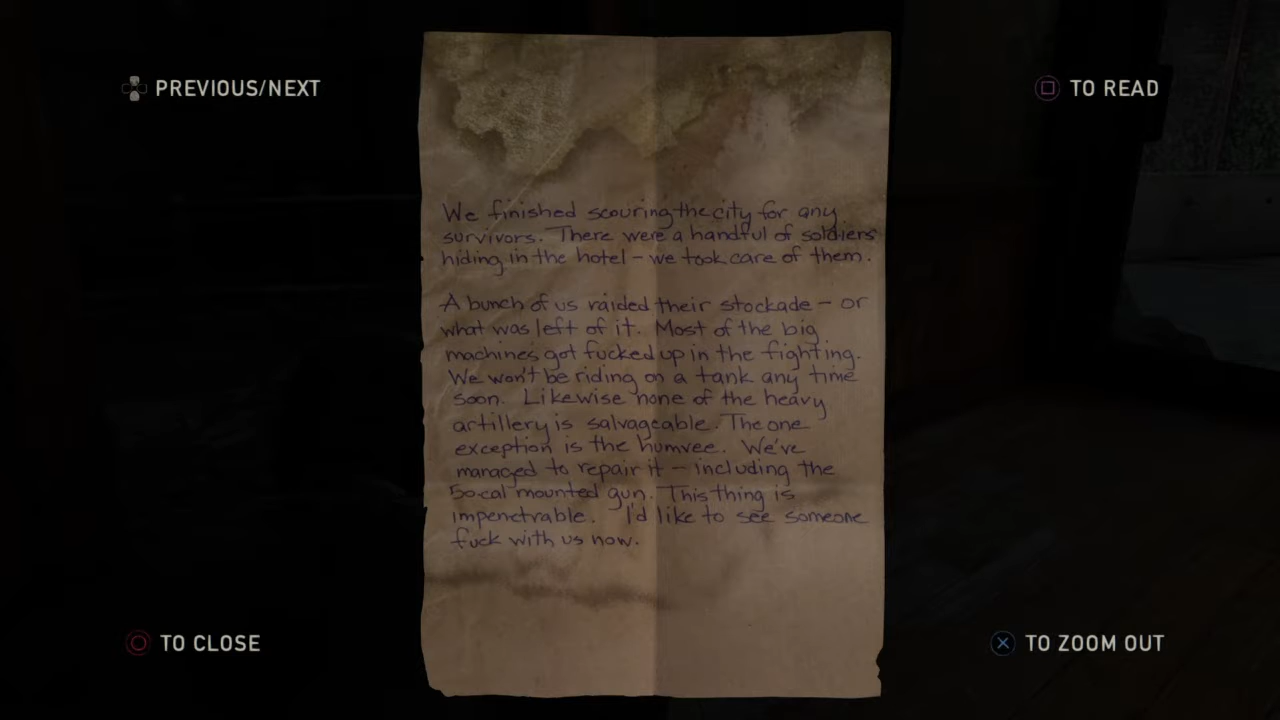 PREVIOUS/NEXT
TO READ
We finished scouring the city for any
survivors. There were a handful of soldiers
hiding in the hotel - we took care of them.
A bunch of us raided their stockade - or
what was left of it. Most of the big
machines got fucked up in the fighting.
We won't be riding on a tank any time
soon. Likewise none of the heavy
artillery is salvageable. The one
exception is the humvee. We've
managed to repair it - including the
50cal mounted gun. This thing is
impenetrable. I'd like to see someone
fuck with us now.
TO CLOSE
TO ZOOM OUT